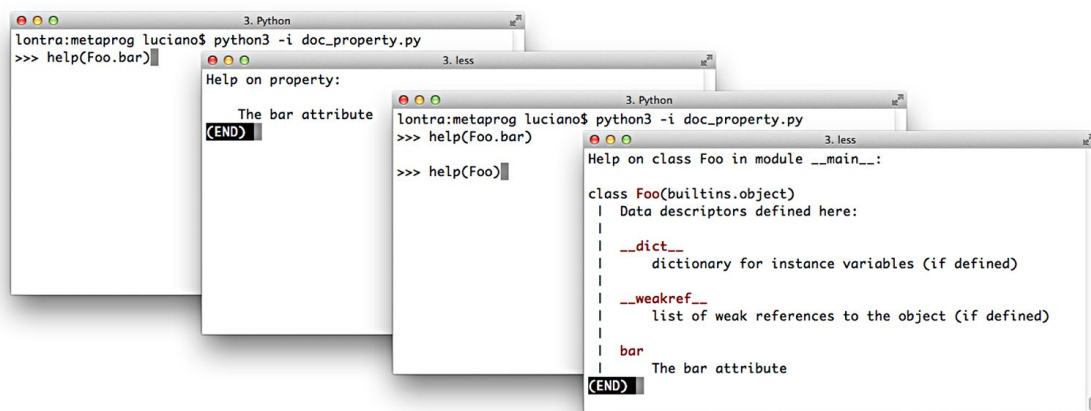 3. Python
lontra:metaprog luciano$ python3 -i doc_property.py
>>> help(Foo.bar)
3. less
Help on property:
The bar attribute
(END)
3. Python
lontra:metaprog luciano$ python3 -i doc_property.py
>>> help(Foo.bar)
>>> help(Foo)
3. less
Help on class Foo in module __main__:
class Foo(builtins.object)
| Data descriptors defined here:
|
| __dict__
| dictionary for instance variables (if defined)
|
| __weakref__
| list of weak references to the object (if defined)
|
| bar
| The bar attribute
(END)